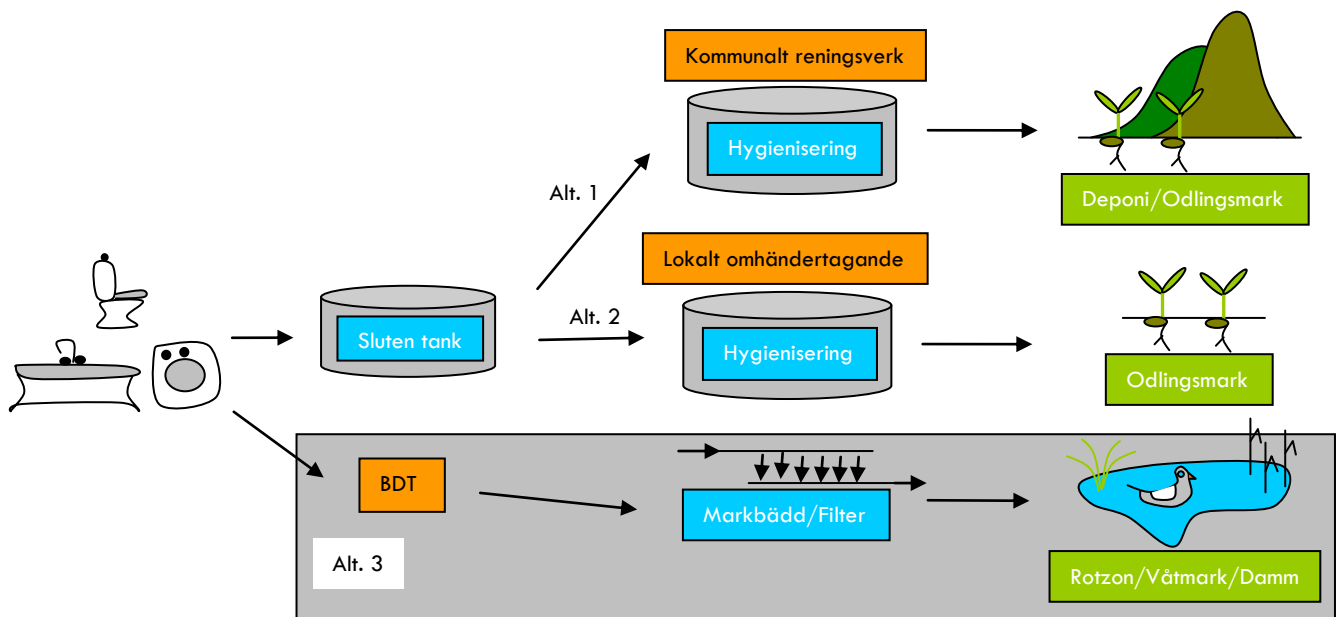 Kommunalt reningsverk
Hygienisering
Alt. 1
Deponi/Odlingsmark
Lokalt omhändertagande
Sluten tank
Alt. 2
Hygienisering
Odlingsmark
BDT
Markbädd/Filter
Alt. 3
Rotzon/Våtmark/Damm